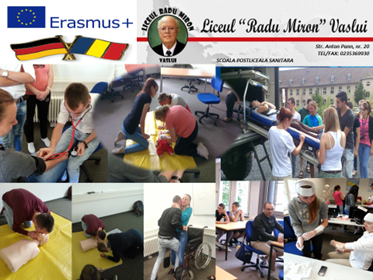 Erasmus+
LICEUL RADU MIRON
VASLUI
Liceul "Radu Miron" Vaslui
Str. Anton Pann, nr. 20
TEL/FAX: 0235369930
SCOALA POSTLICEALA SANITARA